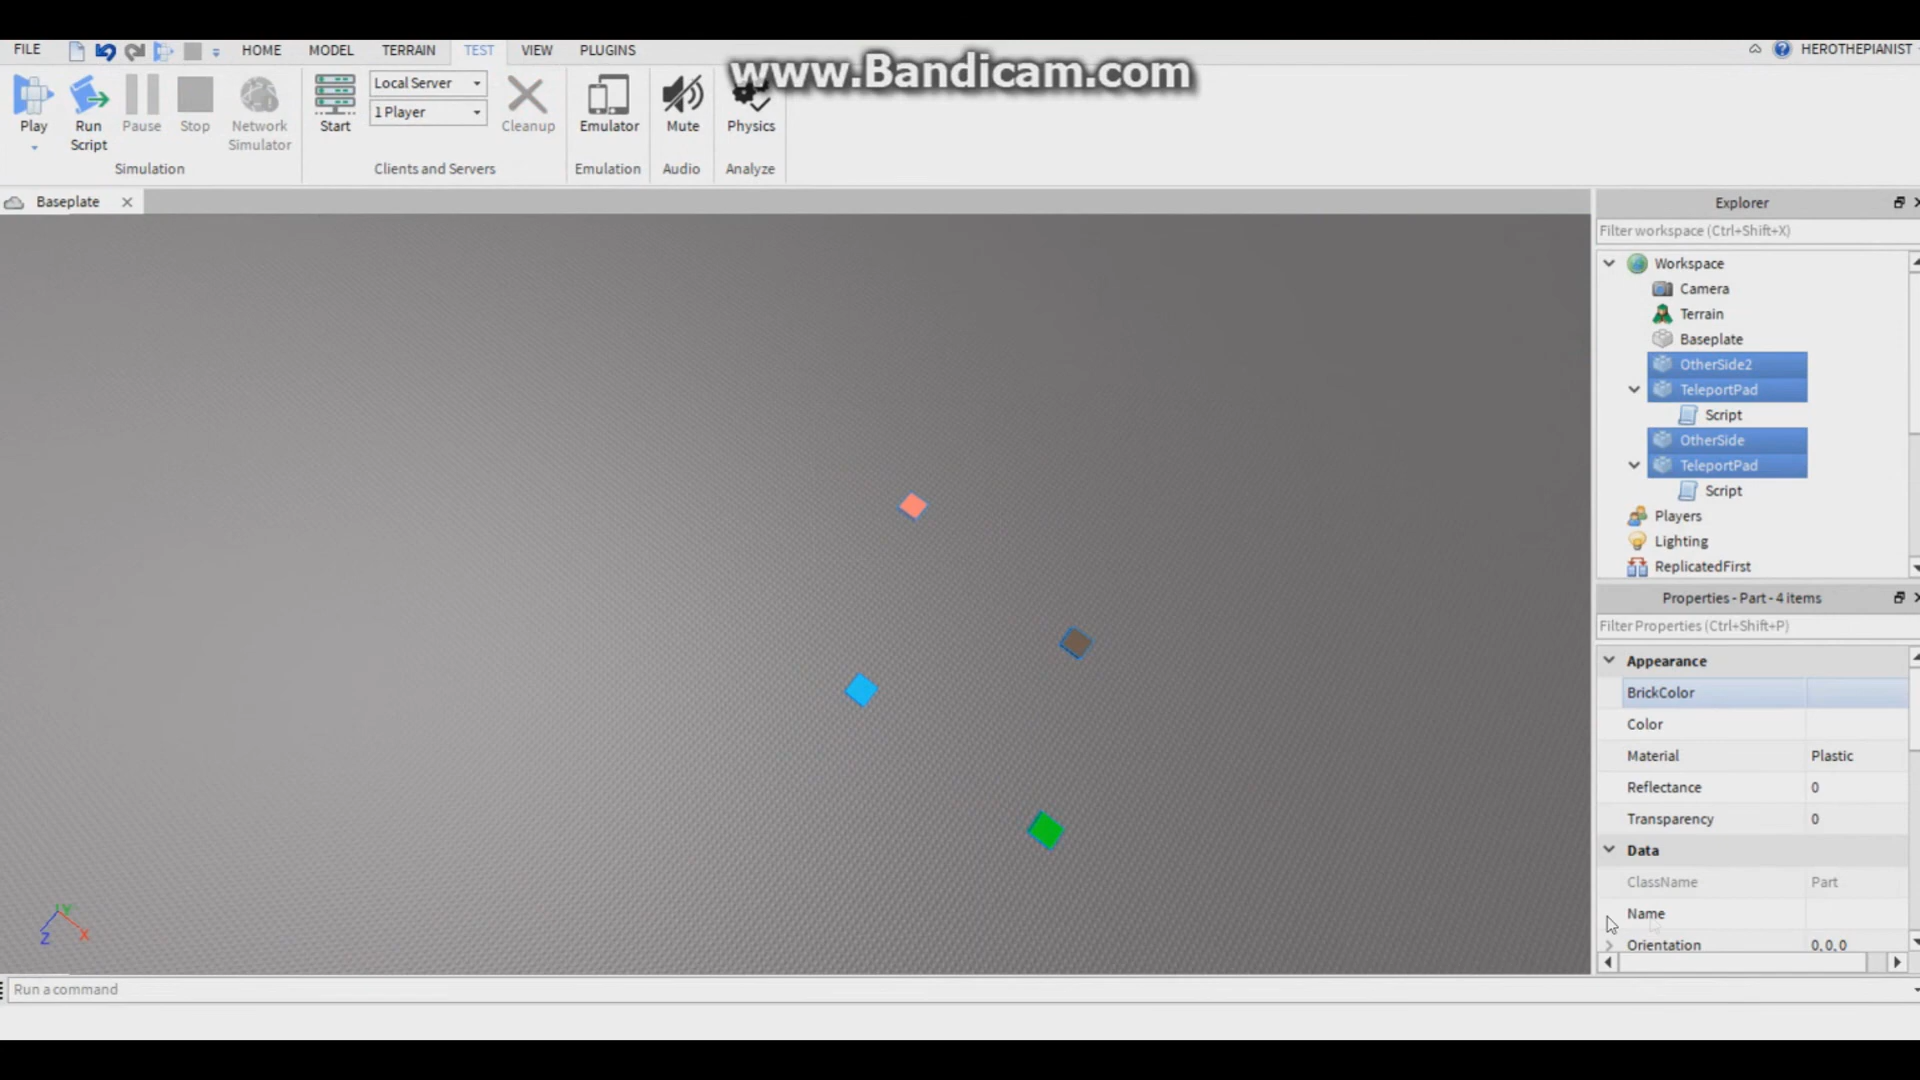 FILE HOME MODEL TERRAIN TEST VIEW PLUGINS HEROTHEPIANIST
www.Bandicam.com
Play Run Script Pause Stop Network Simulator
Simulation
Start Local Server 1 Player Cleanup
Clients and Servers
Emulator
Emulation
Mute
Audio
Physics
Analyze
Baseplate
Explorer
Filter workspace (Ctrl+Shift+X)
Workspace
Camera
Terrain
Baseplate
OtherSide2
TeleportPad
Script
OtherSide
TeleportPad
Script
Players
Lighting
ReplicatedFirst
Properties - Part - 4 items
Filter Properties (Ctrl+Shift+P)
Appearance
BrickColor
Color
Material Plastic
Reflectance 0
Transparency 0
Data
ClassName Part
Name
Orientation 0, 0, 0
Y
Z X
Run a command